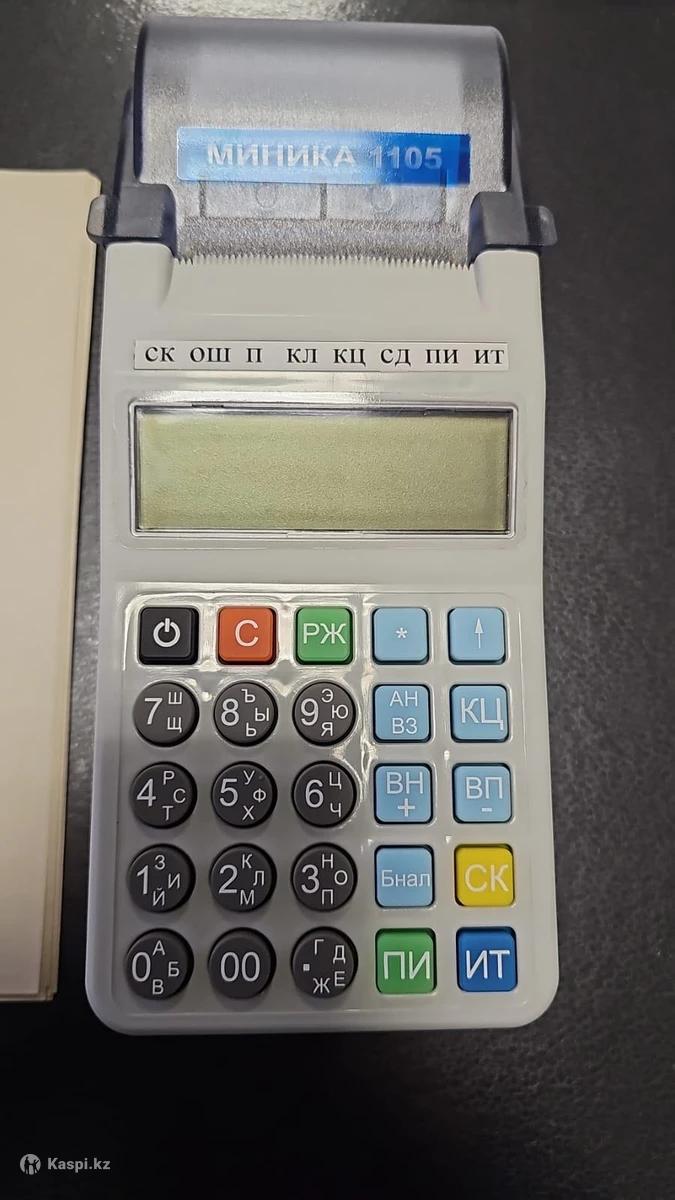 МИНИКА 1105
СК ОШ П КЛ КЦ СД ПИ ИТ
С РЖ * ↑
7 Ш Щ 8 Ъ Ы Ь 9 Э Ю Я АН ВЗ КЦ
4 Р С Т 5 У Ф Х 6 Ц Ч ВН + ВП -
1 З И Й 2 К Л М 3 Н О П Бнал СК
0 А Б В 00 . Г Д Ж Е ПИ ИТ
Kaspi.kz